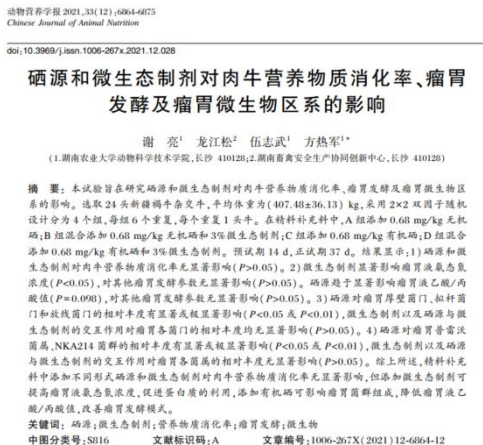 动物营养学报 2021,33(12):6864-6875
Chinese Journal of Animal Nutrition
doi:10.3969/j.issn.1006-267x.2021.12.028
硒源和微生态制剂对肉牛营养物质消化率、瘤胃
发酵及瘤胃微生物区系的影响
谢 亮1 龙江松2 伍志武1 方热军1*
(1.湖南农业大学动物科学技术学院,长沙 410128;2.湖南畜禽安全生产协同创新中心,长沙 410128)
摘 要:本试验旨在研究硒源和微生态制剂对肉牛营养物质消化率、瘤胃发酵及瘤胃微生物区
系的影响。选取 24 头新疆褐牛杂交牛,平均体重为(407.48±36.13) kg,采用 2×2 双因子随机
设计分为 4 个组,每组 6 个重复,每个重复 1 头牛。在精料补充料中,A 组添加 0.68 mg/kg 无机
硒;B 组混合添加 0.68 mg/kg 无机硒和 3%微生态制剂;C 组添加 0.68 mg/kg 有机硒;D 组混合
添加 0.68 mg/kg 有机硒和 3%微生态制剂。预试期 14 d,正试期 37 d。结果显示:1)硒源和微
生态制剂对肉牛营养物质消化率无显著影响(P>0.05)。2)微生态制剂显著影响瘤胃液氨态氮
浓度(P<0.05),对其他瘤胃发酵参数无显著影响(P>0.05)。硒源趋于显著影响瘤胃液乙酸/丙
酸值(P=0.098),对其他瘤胃发酵参数无显著影响(P>0.05)。3)硒源对瘤胃厚壁菌门、拟杆菌
门和放线菌门的相对丰度有显著或极显著影响(P<0.05 或 P<0.01),微生态制剂以及硒源与微
生态制剂的交互作用对瘤胃各菌门的相对丰度均无显著影响(P>0.05)。4)硒源对瘤胃普雷沃
菌属、NKA214 菌群的相对丰度有显著或极显著影响(P<0.05 或 P<0.01),微生态制剂以及硒源
与微生态制剂的交互作用对瘤胃各菌属的相对丰度无显著影响(P>0.05)。综上所述,精料补充
料中添加不同形式硒源和微生态制剂对肉牛营养物质消化率无显著影响,但添加微生态制剂可
提高瘤胃液氨态氮浓度,促进蛋白质的利用,添加有机硒可影响瘤胃菌群组成,降低瘤胃液乙
酸/丙酸值,改善瘤胃发酵模式。
关键词:硒源;微生态制剂;营养物质消化率;瘤胃发酵;微生物
中图分类号:S816 文献标识码:A 文章编号:1006-267X(2021)12-6864-12